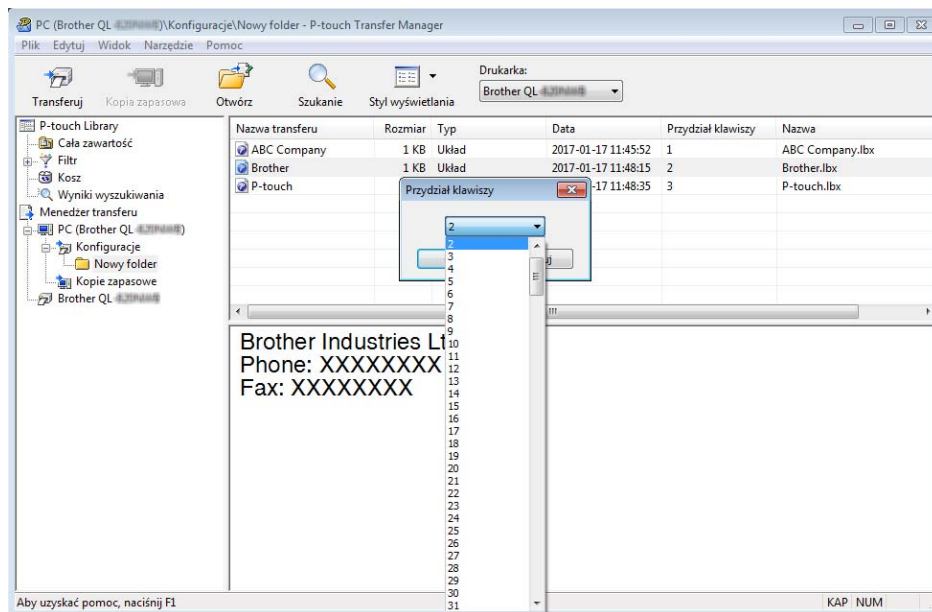 PC (Brother QL )\Konfiguracje\Nowy folder - P-touch Transfer Manager
Plik Edytuj Widok Narzędzie Pomoc
Transferuj Kopia zapasowa Otwórz Szukanie Styl wyświetlania
Drukarka:
Brother QL
P-touch Library
Cała zawartość
Filtr
Kosz
Wyniki wyszukiwania
Menedżer transferu
PC (Brother QL )
Konfiguracje
Nowy folder
Kopie zapasowe
Brother QL
Nazwa transferu Rozmiar Typ Data Przydział klawiszy Nazwa
ABC Company 1 KB Układ 2017-01-17 11:45:52 1 ABC Company.lbx
Brother 1 KB Układ 2017-01-17 11:48:15 2 Brother.lbx
P-touch -17 11:48:35 3 P-touch.lbx
Przydział klawiszy
2
2
3
4
5
6
7
8
9
10
11
12
13
14
15
16
17
18
19
20
21
22
23
24
25
26
27
28
29
30
31
Brother Industries Lt
Phone: XXXXXXXX
Fax: XXXXXXXX
Aby uzyskać pomoc, naciśnij F1
KAP NUM